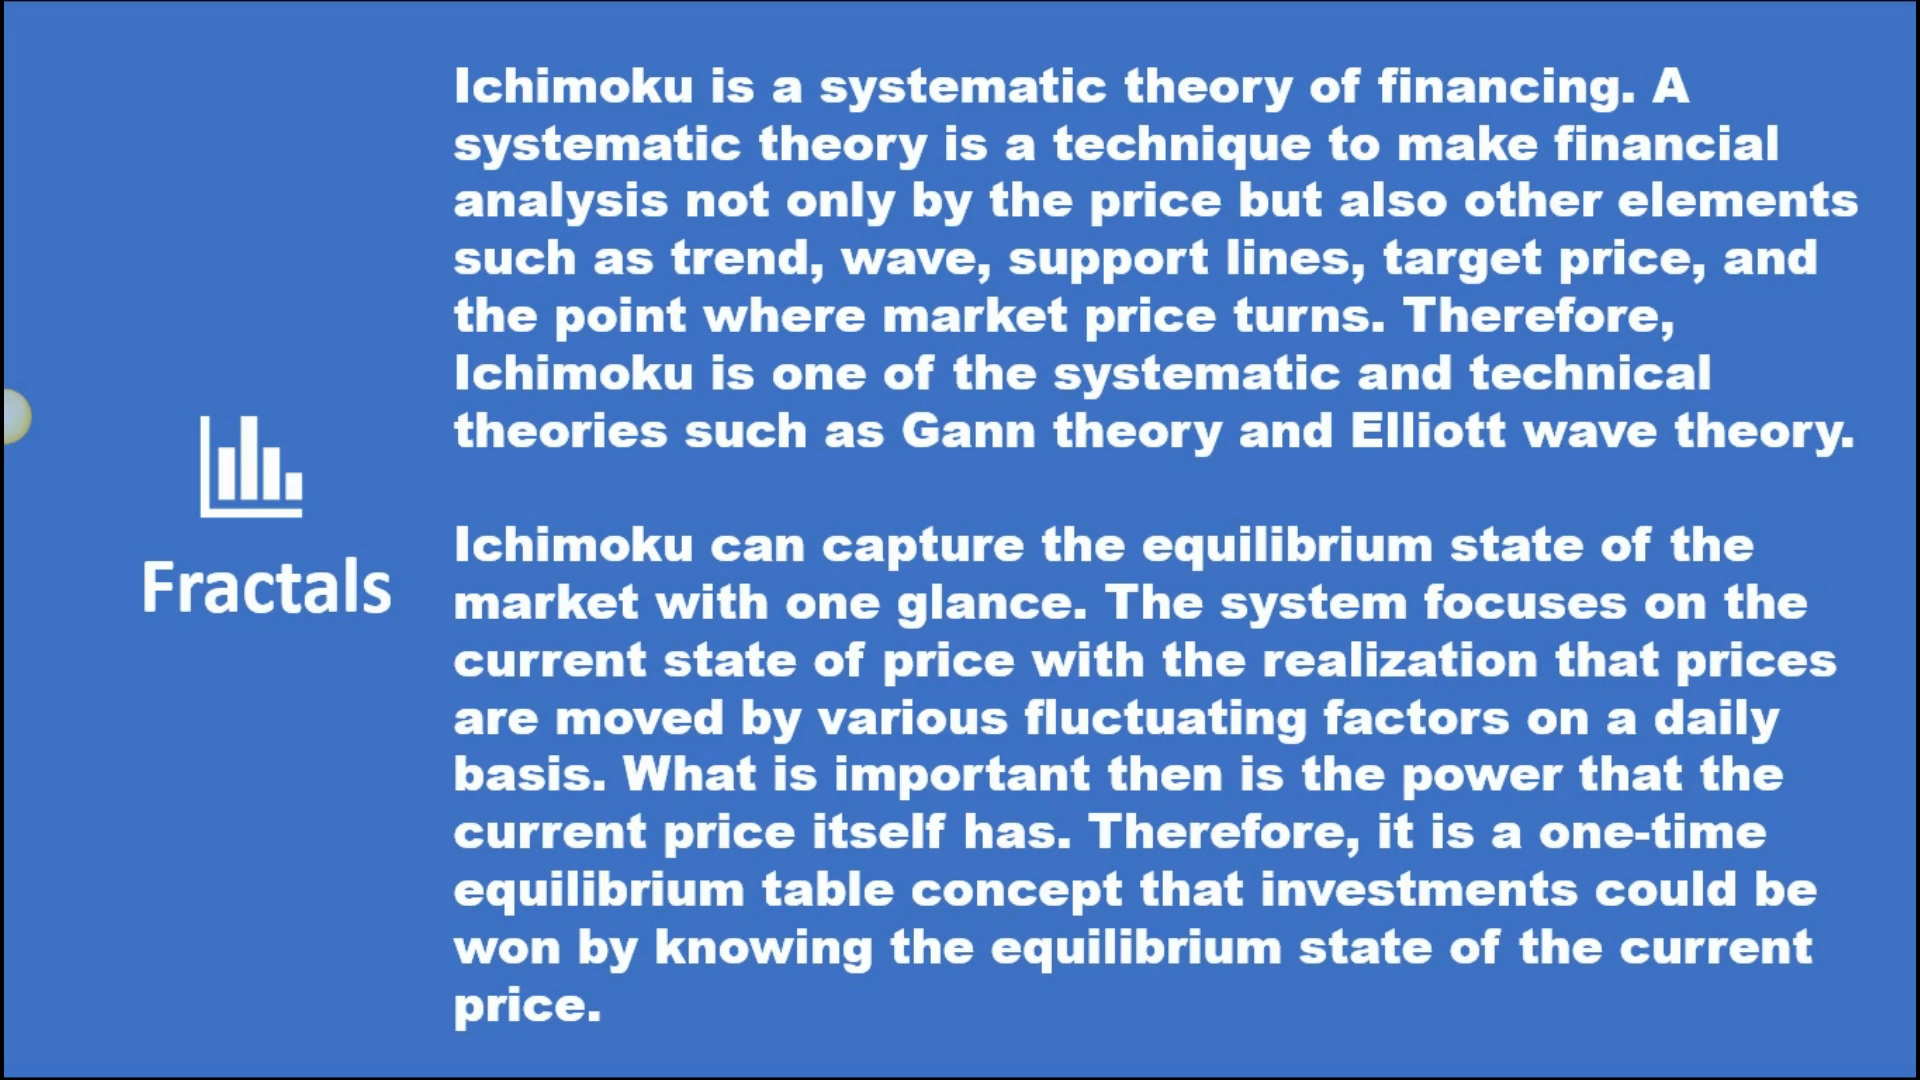 Ichimoku is a systematic theory of financing. A
systematic theory is a technique to make financial
analysis not only by the price but also other elements
such as trend, wave, support lines, target price, and
the point where market price turns. Therefore,
Ichimoku is one of the systematic and technical
theories such as Gann theory and Elliott wave theory.
Fractals
Ichimoku can capture the equilibrium state of the
market with one glance. The system focuses on the
current state of price with the realization that prices
are moved by various fluctuating factors on a daily
basis. What is important then is the power that the
current price itself has. Therefore, it is a one-time
equilibrium table concept that investments could be
won by knowing the equilibrium state of the current
price.